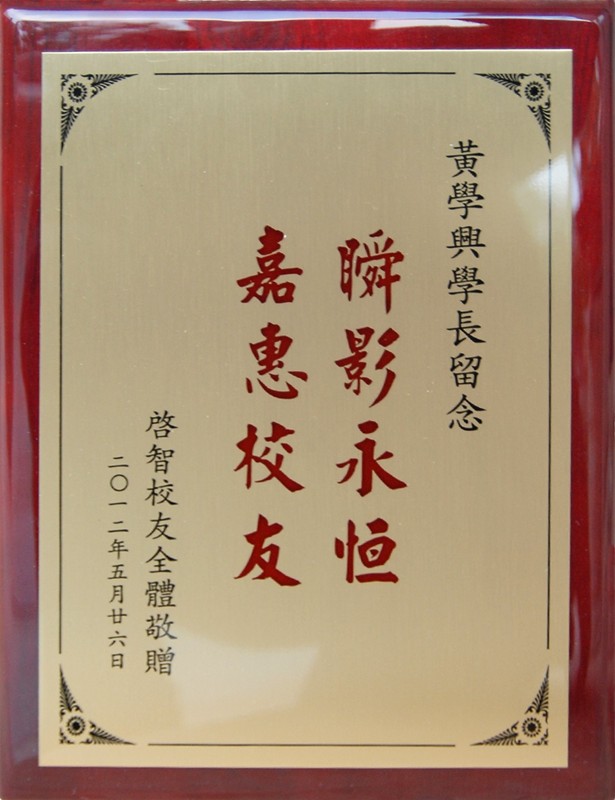 黃學興學長留念
瞬影永恒
嘉惠校友
啓智校友全體敬贈
二〇一二年五月廿六日